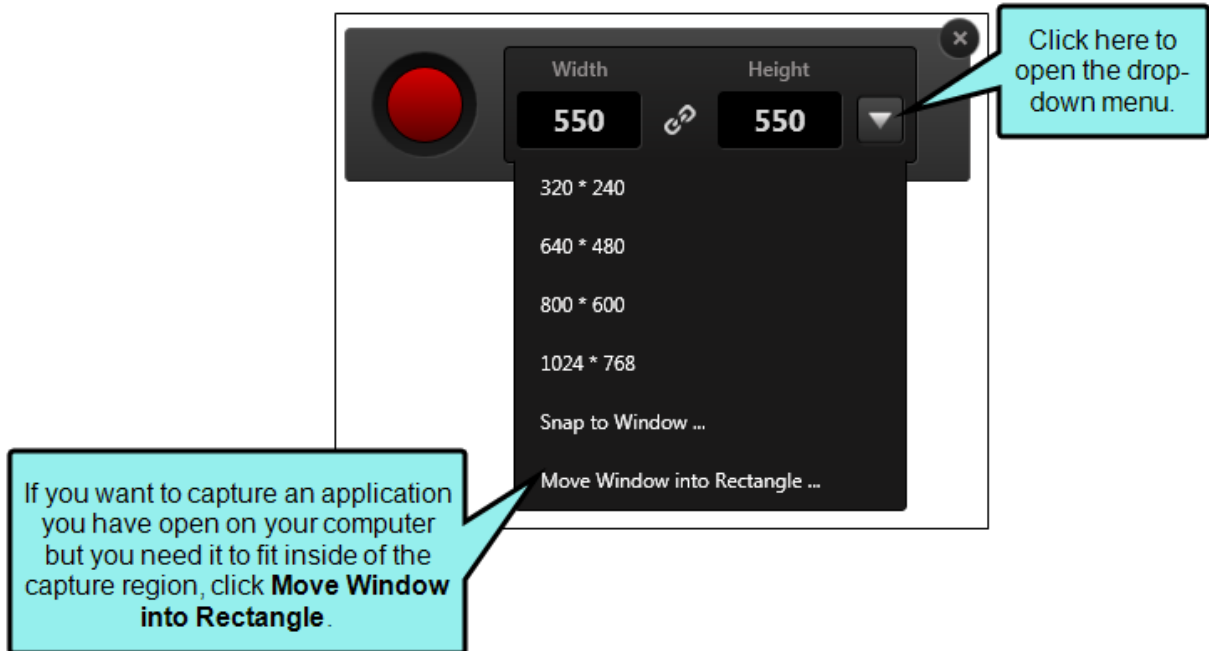 Click here to
open the drop-
down menu.
Width Height
550 550
320 * 240
640 * 480
800 * 600
1024 * 768
Snap to Window ...
Move Window into Rectangle ...
If you want to capture an application
you have open on your computer
but you need it to fit inside of the
capture region, click Move Window
into Rectangle.